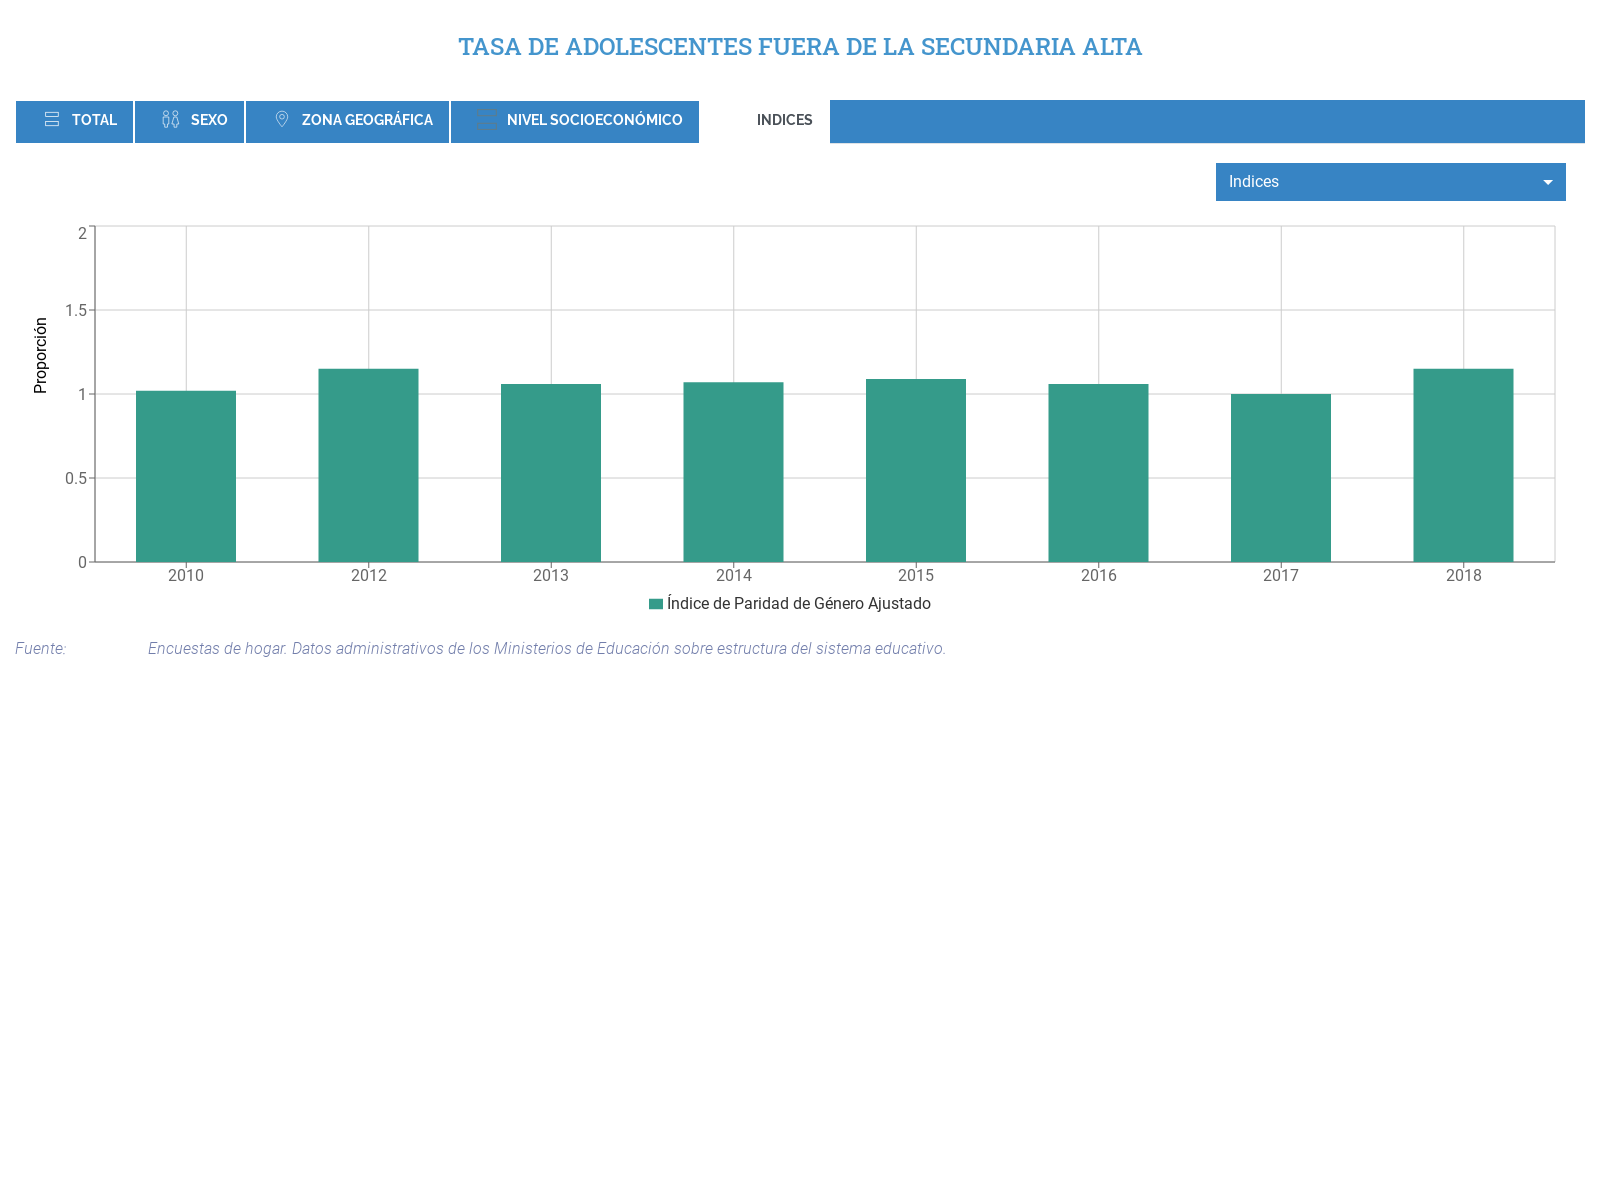 TASA DE ADOLESCENTES FUERA DE LA SECUNDARIA ALTA
TOTAL SEXO ZONA GEOGRÁFICA NIVEL SOCIOECONÓMICO INDICES
Indices
2
1.5
1
0.5
0
Proporción
2010 2012 2013 2014 2015 2016 2017 2018
Índice de Paridad de Género Ajustado
Fuente: Encuestas de hogar. Datos administrativos de los Ministerios de Educación sobre estructura del sistema educativo.